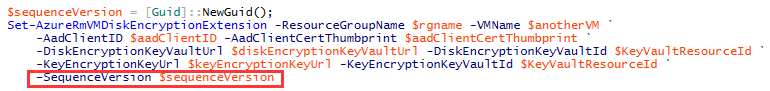 $sequenceVersion = [Guid]::NewGuid();
Set-AzureRmVMDiskEncryptionExtension -ResourceGroupName $rgname -VMName $anotherVM `
-AadClientID $aadClientID -AadClientCertThumbprint $aadClientCertThumbprint `
-DiskEncryptionKeyVaultUrl $diskEncryptionKeyVaultUrl -DiskEncryptionKeyVaultId $KeyVaultResourceId `
-KeyEncryptionKeyUrl $keyEncryptionKeyUrl -KeyEncryptionKeyVaultId $KeyVaultResourceId `
-SequenceVersion $sequenceVersion